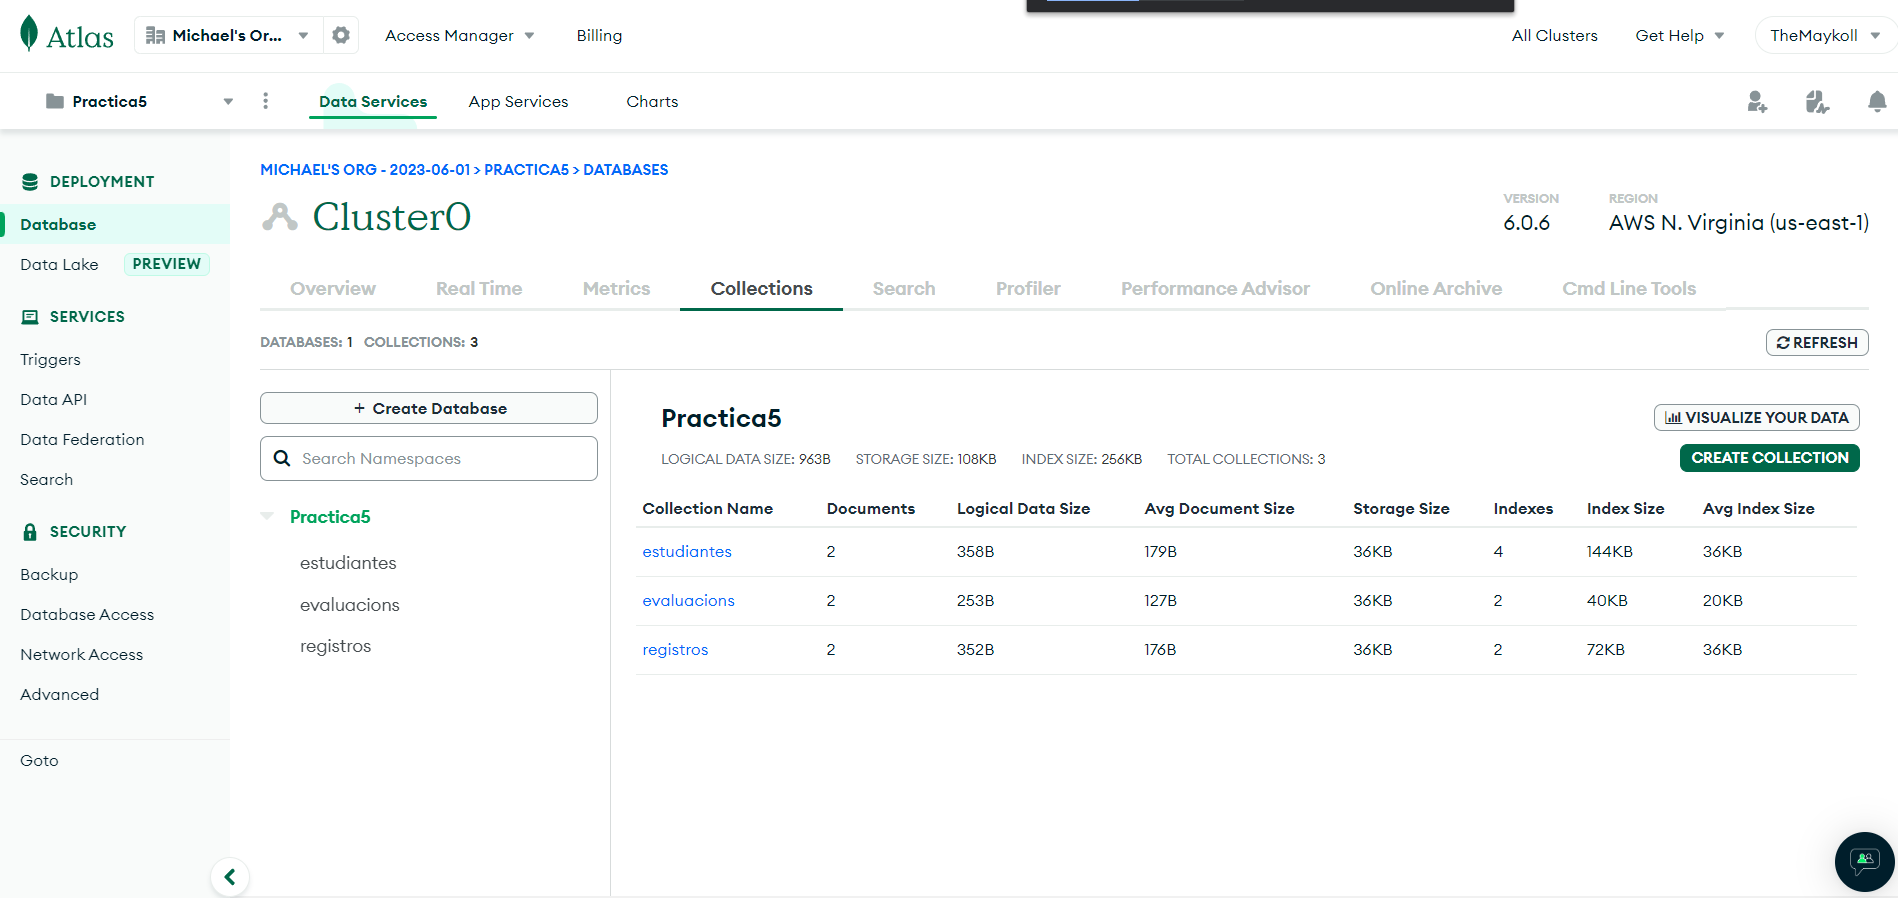 Atlas
Michael's Or...
Access Manager
Billing
All Clusters
Get Help
TheMaykoll
Practica5
Data Services
App Services
Charts
DEPLOYMENT
Database
Data Lake PREVIEW
SERVICES
Triggers
Data API
Data Federation
Search
SECURITY
Backup
Database Access
Network Access
Advanced
Goto
MICHAEL'S ORG - 2023-06-01 > PRACTICA5 > DATABASES
Cluster0
VERSION
6.0.6
REGION
AWS N. Virginia (us-east-1)
Overview Real Time Metrics Collections Search Profiler Performance Advisor Online Archive Cmd Line Tools
DATABASES: 1 COLLECTIONS: 3
REFRESH
+ Create Database
Search Namespaces
Practica5
estudiantes
evaluacions
registros
Practica5
VISUALIZE YOUR DATA
LOGICAL DATA SIZE: 963B STORAGE SIZE: 108KB INDEX SIZE: 256KB TOTAL COLLECTIONS: 3
CREATE COLLECTION
Collection Name Documents Logical Data Size Avg Document Size Storage Size Indexes Index Size Avg Index Size
estudiantes 2 358B 179B 36KB 4 144KB 36KB
evaluacions 2 253B 127B 36KB 2 40KB 20KB
registros 2 352B 176B 36KB 2 72KB 36KB